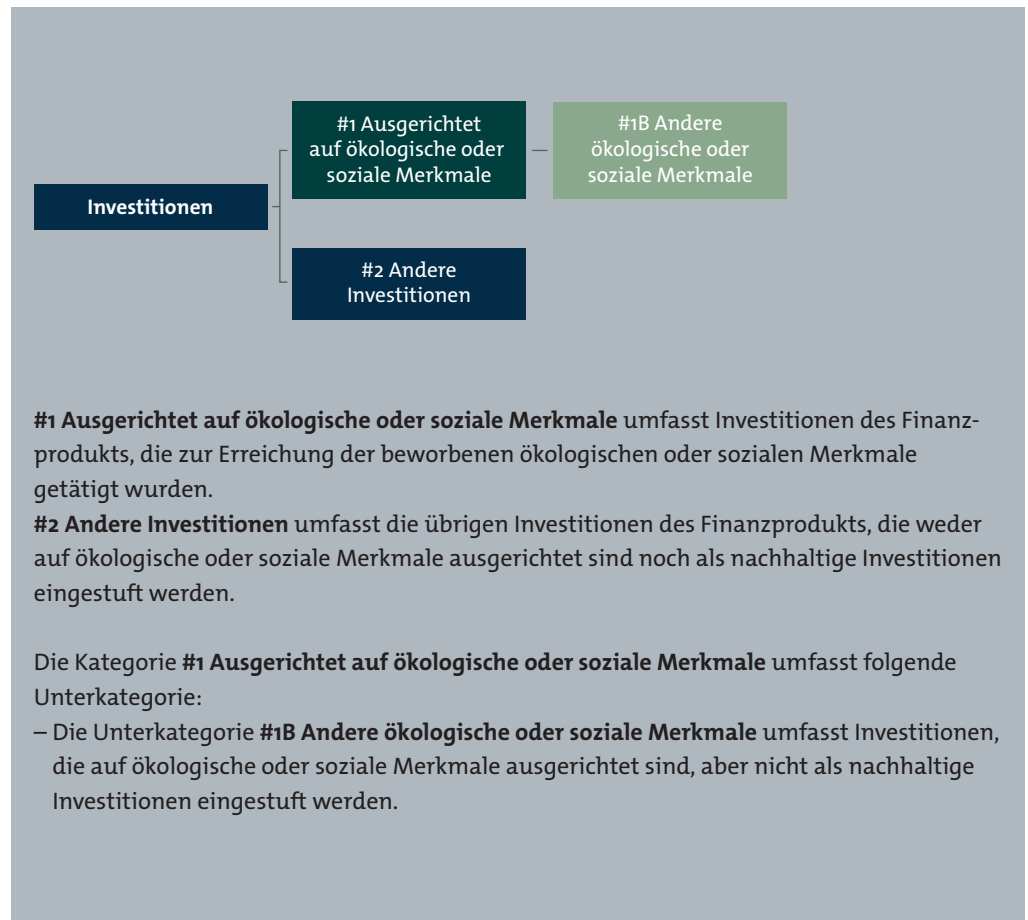 #1 Ausgerichtet
auf ökologische oder
soziale Merkmale
#1B Andere
ökologische oder
soziale Merkmale
Investitionen
#2 Andere
Investitionen
#1 Ausgerichtet auf ökologische oder soziale Merkmale umfasst Investitionen des Finanz-
produkts, die zur Erreichung der beworbenen ökologischen oder sozialen Merkmale
getätigt wurden.
#2 Andere Investitionen umfasst die übrigen Investitionen des Finanzprodukts, die weder
auf ökologische oder soziale Merkmale ausgerichtet sind noch als nachhaltige Investitionen
eingestuft werden.
Die Kategorie #1 Ausgerichtet auf ökologische oder soziale Merkmale umfasst folgende
Unterkategorie:
– Die Unterkategorie #1B Andere ökologische oder soziale Merkmale umfasst Investitionen,
die auf ökologische oder soziale Merkmale ausgerichtet sind, aber nicht als nachhaltige
Investitionen eingestuft werden.